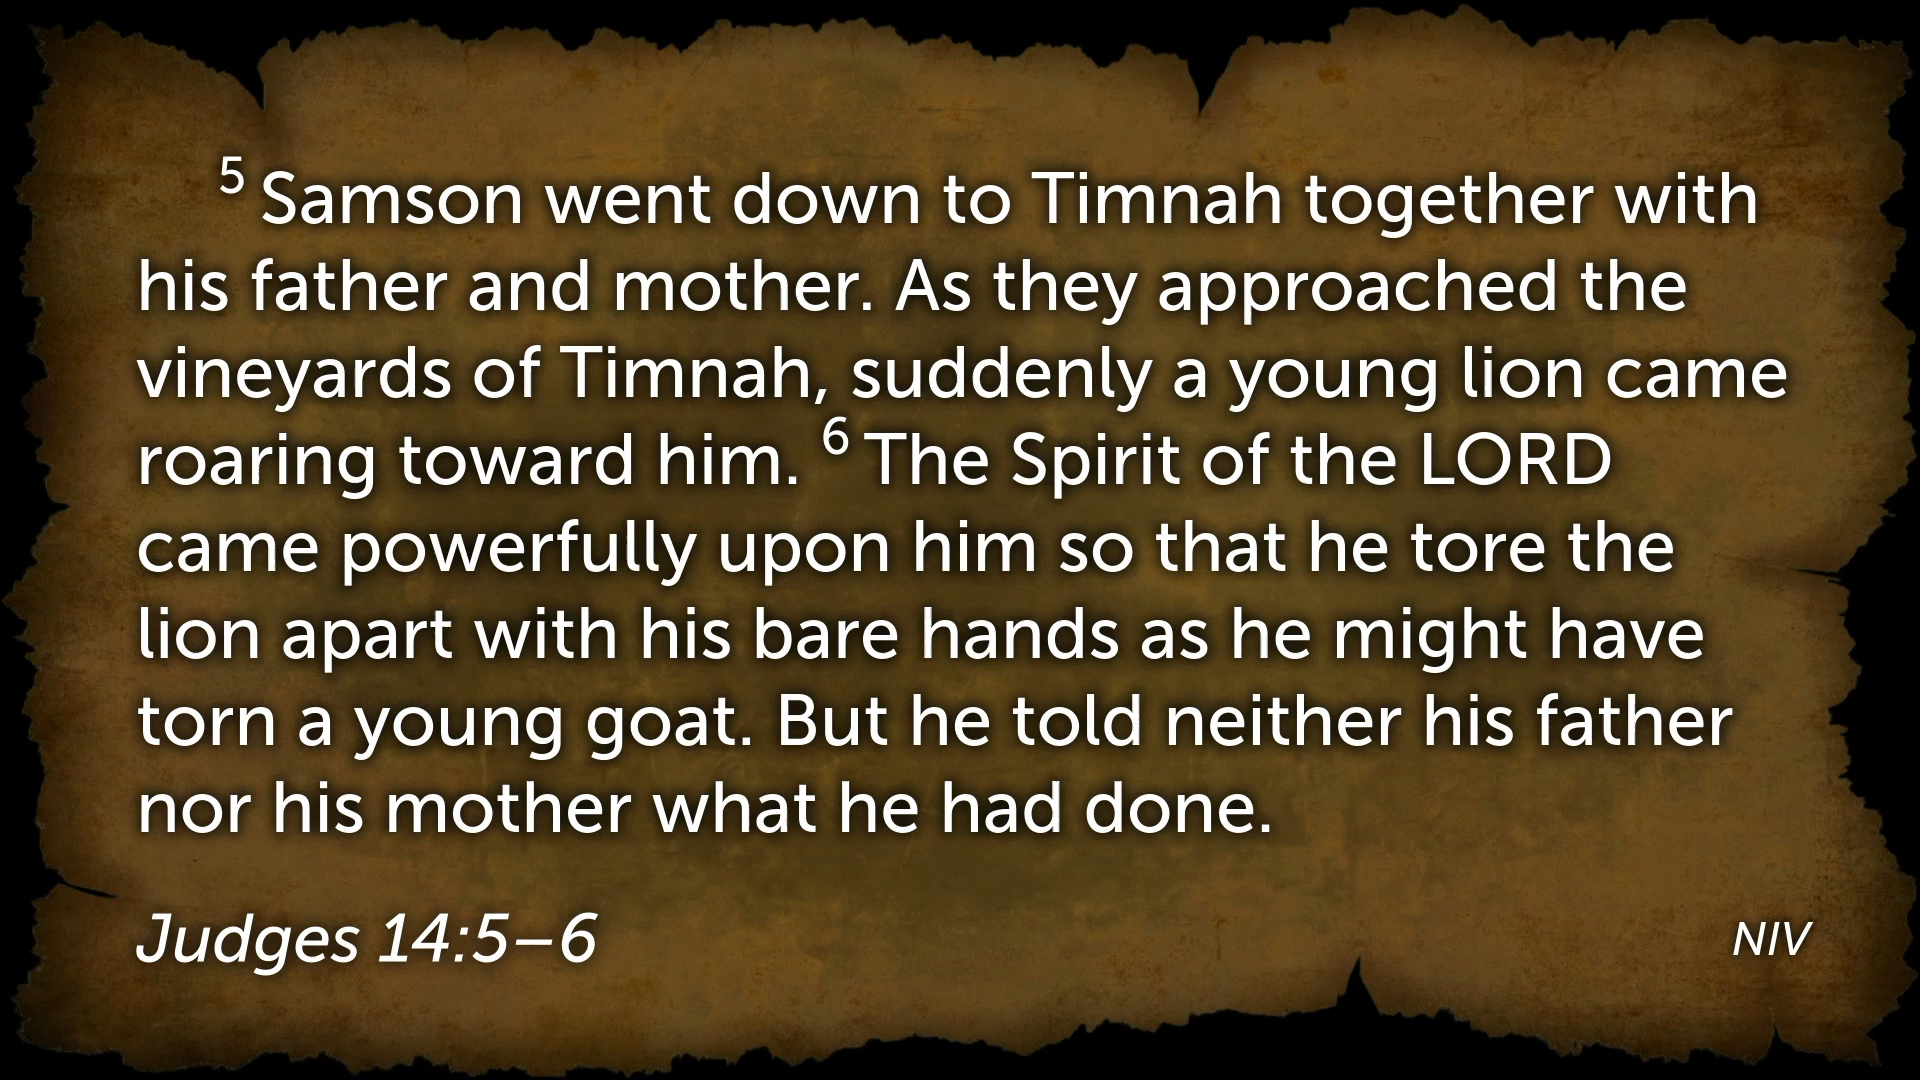 5 Samson went down to Timnah together with
his father and mother. As they approached the
vineyards of Timnah, suddenly a young lion came
roaring toward him. 6 The Spirit of the LORD
came powerfully upon him so that he tore the
lion apart with his bare hands as he might have
torn a young goat. But he told neither his father
nor his mother what he had done.
Judges 14:5–6
NIV